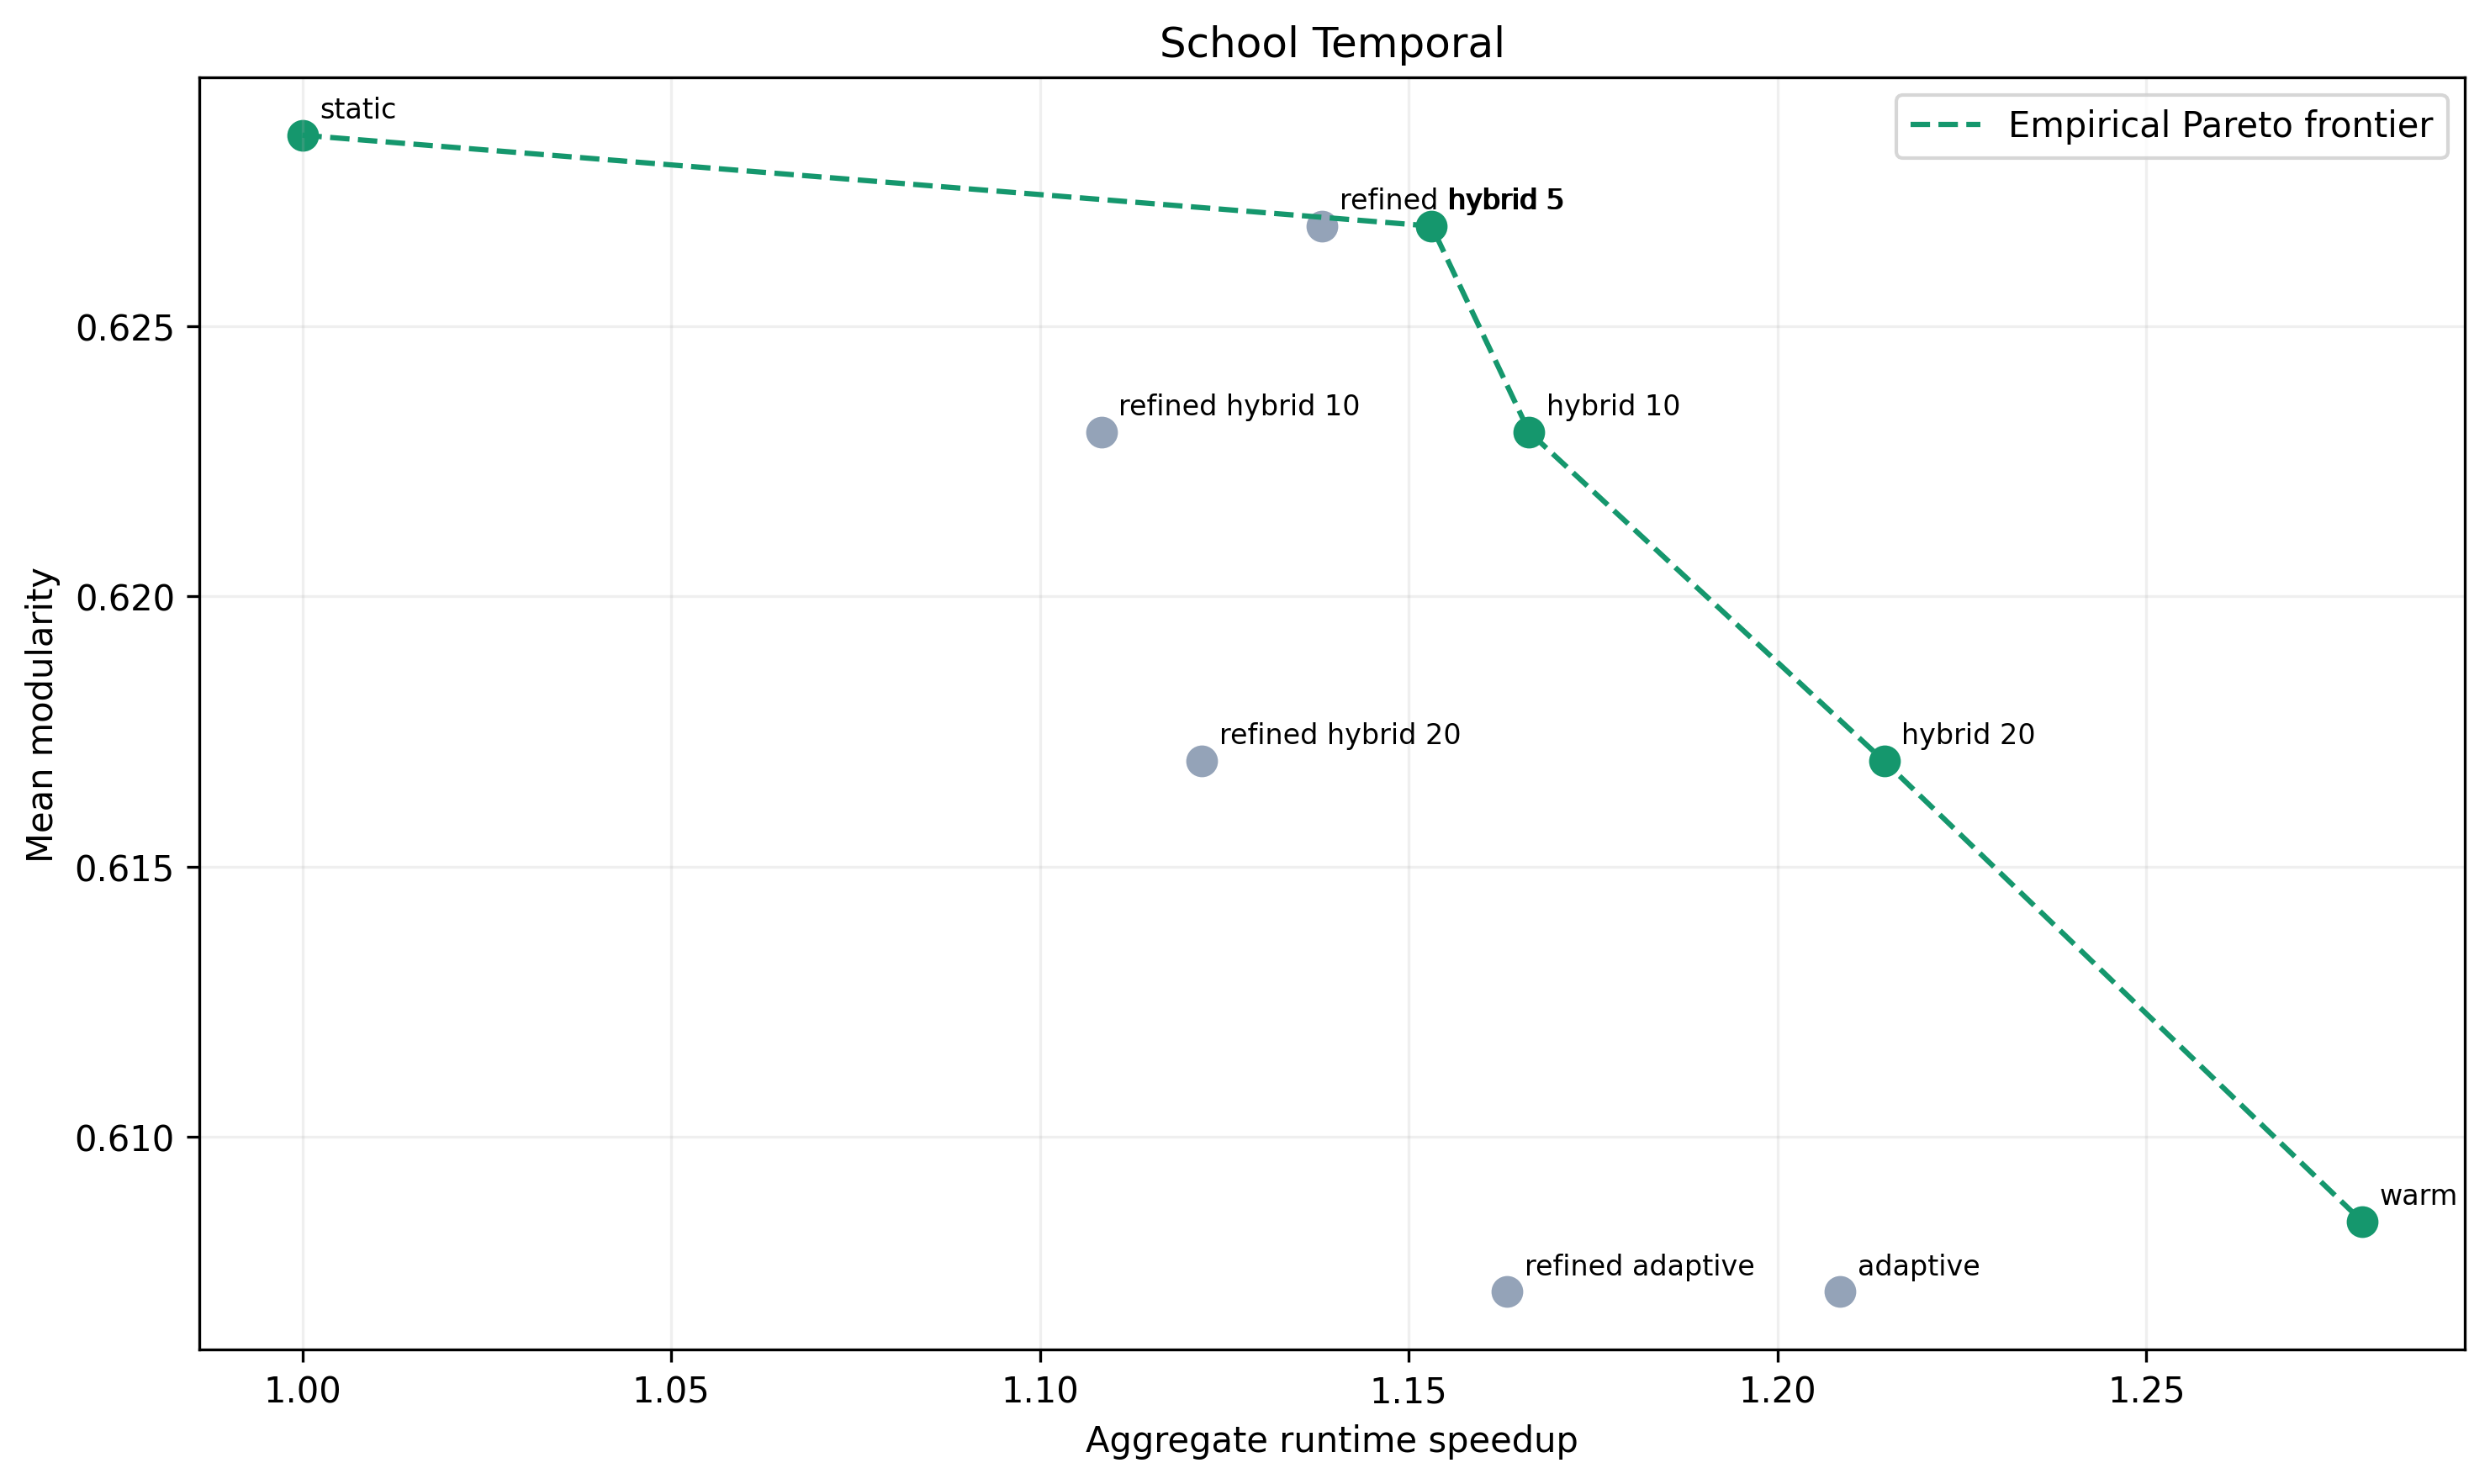 School Temporal
static
Empirical Pareto frontier
refined hybrid 5
hybrid 5
refined hybrid 10
hybrid 10
refined hybrid 20
hybrid 20
warm
refined adaptive
adaptive
0.625
0.620
0.615
0.610
Mean modularity
1.00
1.05
1.10
1.15
1.20
1.25
Aggregate runtime speedup